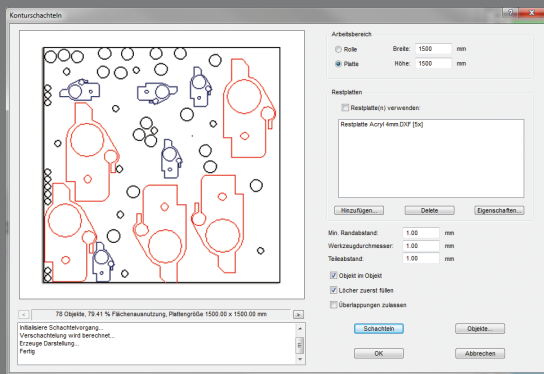 Konturschachteln
Arbeitsbereich
Rolle
Breite: 1500 mm
Platte
Höhe: 1500 mm
Restplatten
Restplatte(n) verwenden:
Restplatte Acryl 4mm.DXF [5x]
Hinzufügen...
Delete
Eigenschaften...
Min. Randabstand: 1.00 mm
Werkzeugdurchmesser: 1.00 mm
Teileabstand: 1.00 mm
Objekt im Objekt
Löcher zuerst füllen
Überlappungen zulassen
78 Objekte, 79.41 % Flächenausnutzung, Plattengröße 1500.00 x 1500.00 mm
Initialisiere Schachtelvorgang...
Verschachtelung wird berechnet...
Erzeuge Darstellung...
Fertig
Schachteln
Objekte...
OK
Abbrechen